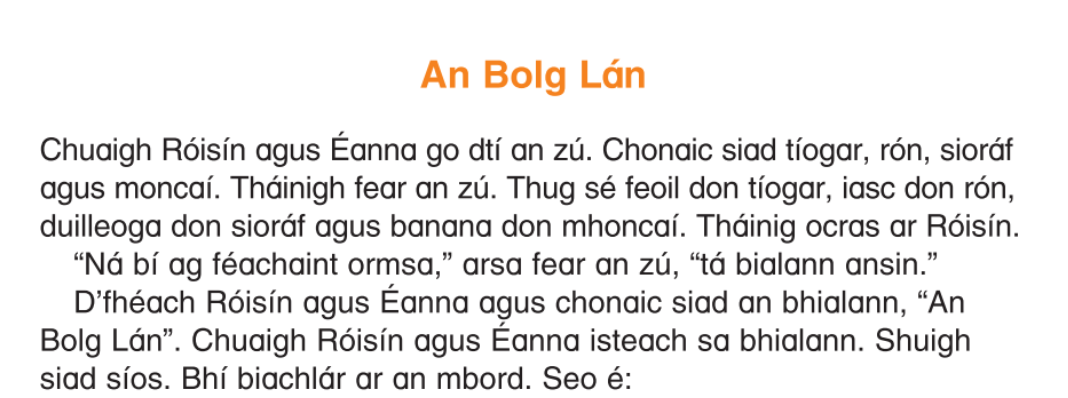 An Bolg Lán
Chuaigh Róisín agus Éanna go dtí an zú. Chonaic siad tíogar, rón, sioráf
agus moncaí. Tháinigh fear an zú. Thug sé feoil don tíogar, iasc don rón,
duilleoga don sioráf agus banana don mhoncaí. Tháinig ocras ar Róisín.
“Ná bí ag féachaint ormsa,” arsa fear an zú, “tá bialann ansin.”
D’fhéach Róisín agus Éanna agus chonaic siad an bhialann, “An
Bolg Lán”. Chuaigh Róisín agus Éanna isteach sa bhialann. Shuigh
siad síos. Bhí biachlár ar an mbord. Seo é: